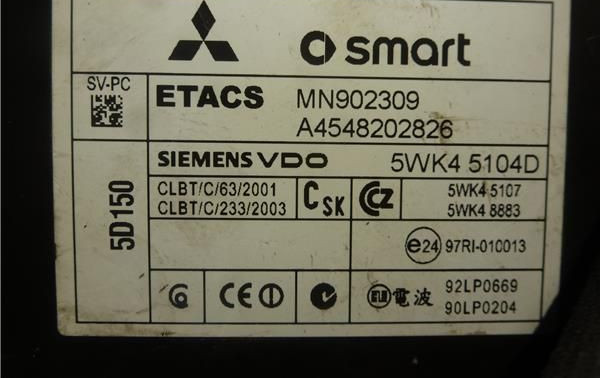 smart
SV-PC
ETACS MN902309
A4548202826
SIEMENS VDO 5WK4 5104D
5D150
CLBT/C/63/2001
CLBT/C/233/2003
CSK
5WK4 5107
5WK4 8883
e24 97RI-010013
CE
電波
92LP0669
90LP0204